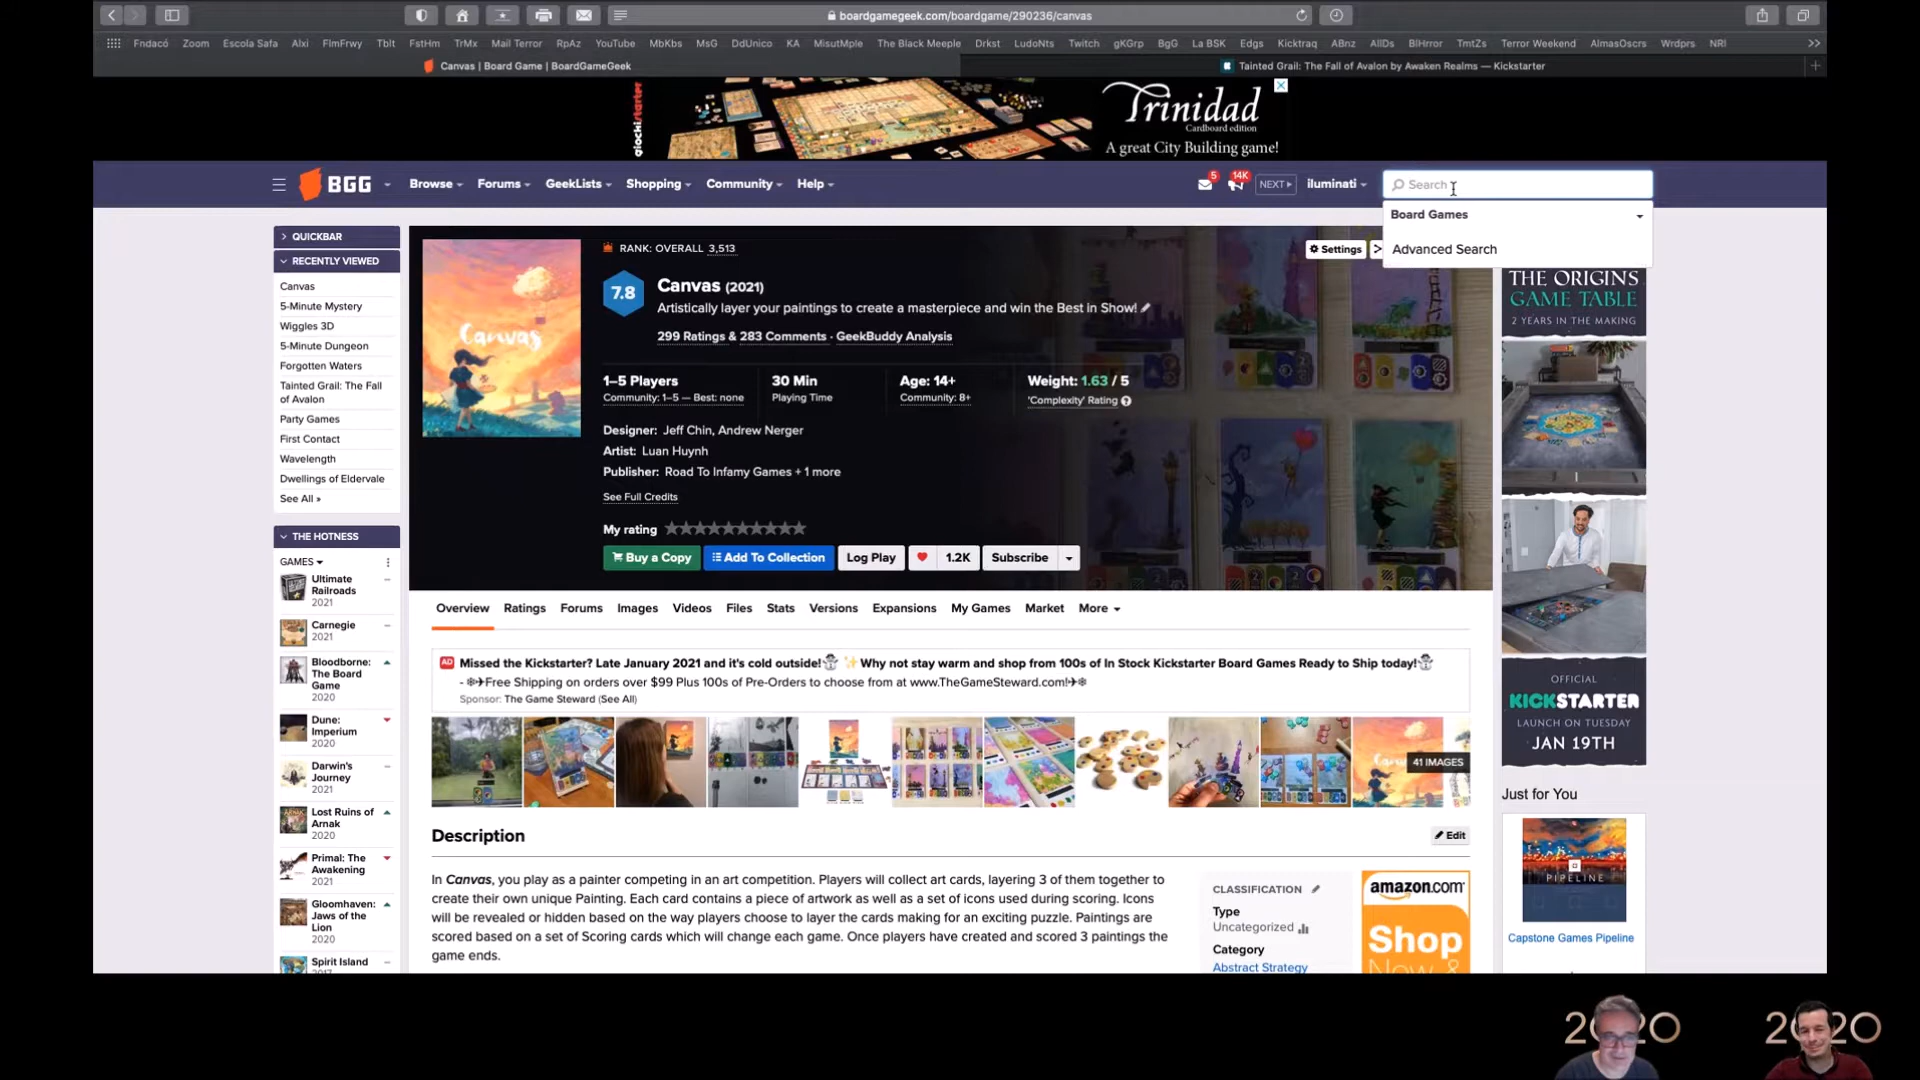 boardgamegeek.com/boardgame/290236/canvas
Fndacó Zoom Escola Safa Alxi FlmFrwy Tblt FstHm TrMx Mail Terror RpAz YouTube MbKbs MsG DdUnico KA MisutMple The Black Meeple Drkst LudoNts Twitch gKGrp BgG La BSK Edgs Kicktraq ABnz AllDs BlHrror TmtZs Terror Weekend AlmasOscrs Wrdprs NRI
Canvas | Board Game | BoardGameGeek
Tainted Grail: The Fall of Avalon by Awaken Realms — Kickstarter
giochistarter
Trinidad
Cardboard edition
A great City Building game!
BGG Browse Forums GeekLists Shopping Community Help
5 14K NEXT iluminati Search
Board Games
Advanced Search
QUICKBAR
RECENTLY VIEWED
Canvas
5-Minute Mystery
Wiggles 3D
5-Minute Dungeon
Forgotten Waters
Tainted Grail: The Fall
of Avalon
Party Games
First Contact
Wavelength
Dwellings of Eldervale
See All »
THE HOTNESS
GAMES
Ultimate
Railroads
2021
Carnegie
2021
Bloodborne:
The Board
Game
2020
Dune:
Imperium
2020
Darwin's
Journey
2021
Lost Ruins of
Arnak
2020
Primal: The
Awakening
2021
Gloomhaven:
Jaws of the
Lion
2020
Spirit Island
2017
Canvas
RANK: OVERALL 3,513
Settings
7.8
Canvas (2021)
Artistically layer your paintings to create a masterpiece and win the Best in Show!
299 Ratings & 283 Comments · GeekBuddy Analysis
1–5 Players
Community: 1–5 — Best: none
30 Min
Playing Time
Age: 14+
Community: 8+
Weight: 1.63 / 5
'Complexity' Rating
Designer: Jeff Chin, Andrew Nerger
Artist: Luan Huynh
Publisher: Road To Infamy Games + 1 more
See Full Credits
My rating
Buy a Copy Add To Collection Log Play 1.2K Subscribe
Overview Ratings Forums Images Videos Files Stats Versions Expansions My Games Market More
AD Missed the Kickstarter? Late January 2021 and it's cold outside! Why not stay warm and shop from 100s of In Stock Kickstarter Board Games Ready to Ship today!
- Free Shipping on orders over $99 Plus 100s of Pre-Orders to choose from at www.TheGameSteward.com!
Sponsor: The Game Steward (See All)
Canvas
41 IMAGES
Description
Edit
In Canvas, you play as a painter competing in an art competition. Players will collect art cards, layering 3 of them together to
create their own unique Painting. Each card contains a piece of artwork as well as a set of icons used during scoring. Icons
will be revealed or hidden based on the way players choose to layer the cards making for an exciting puzzle. Paintings are
scored based on a set of Scoring cards which will change each game. Once players have created and scored 3 paintings the
game ends.
CLASSIFICATION
Type
Uncategorized
Category
Abstract Strategy
amazon.com
Shop
Now &
THE ORIGINS
GAME TABLE
2 YEARS IN THE MAKING
OFFICIAL
KICKSTARTER
LAUNCH ON TUESDAY
JAN 19TH
Just for You
PIPELINE
Capstone Games Pipeline
2020
2020